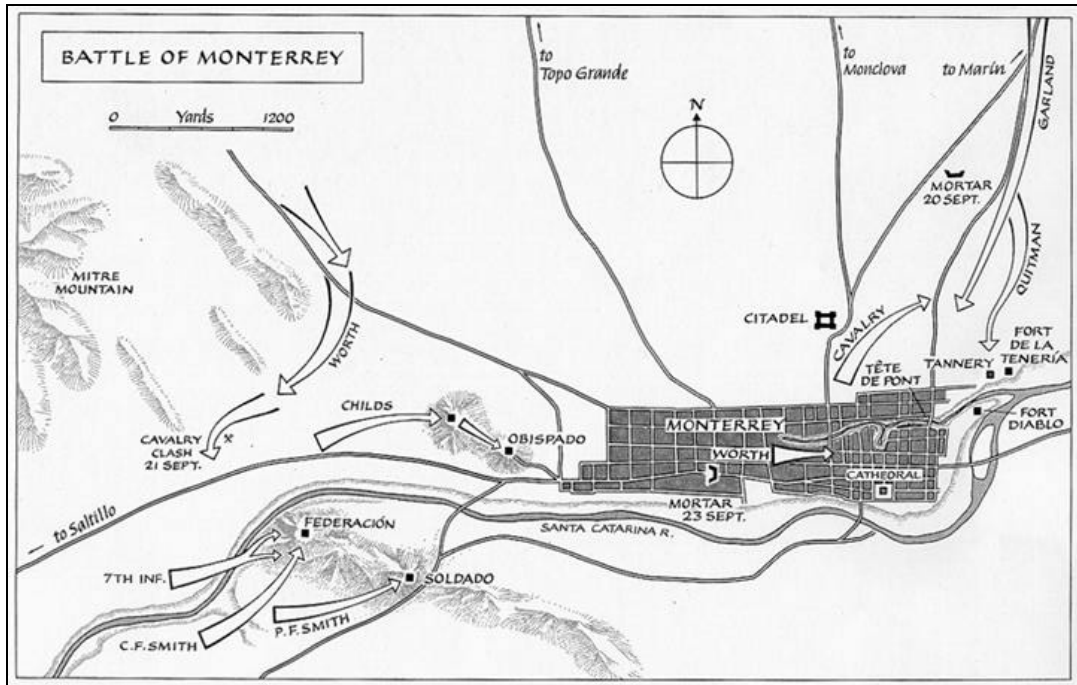 BATTLE OF MONTERREY
0 Yards 1200
N
to
Topo Grande
to
Monclova
to Marín
GARLAND
MORTAR
20 SEPT.
QUITMAN
MITRE
MOUNTAIN
WORTH
CITADEL
CAVALRY
TÊTE
DE PONT
TANNERY
FORT
DE LA
TENERÍA
FORT
DIABLO
CHILDS
OBISPADO
CAVALRY
CLASH
21 SEPT.
MONTERREY
WORTH
CATHEDRAL
MORTAR
23 SEPT.
SANTA CATARINA R.
to Saltillo
FEDERACIÓN
7TH INF.
SOLDADO
P.F. SMITH
C.F. SMITH